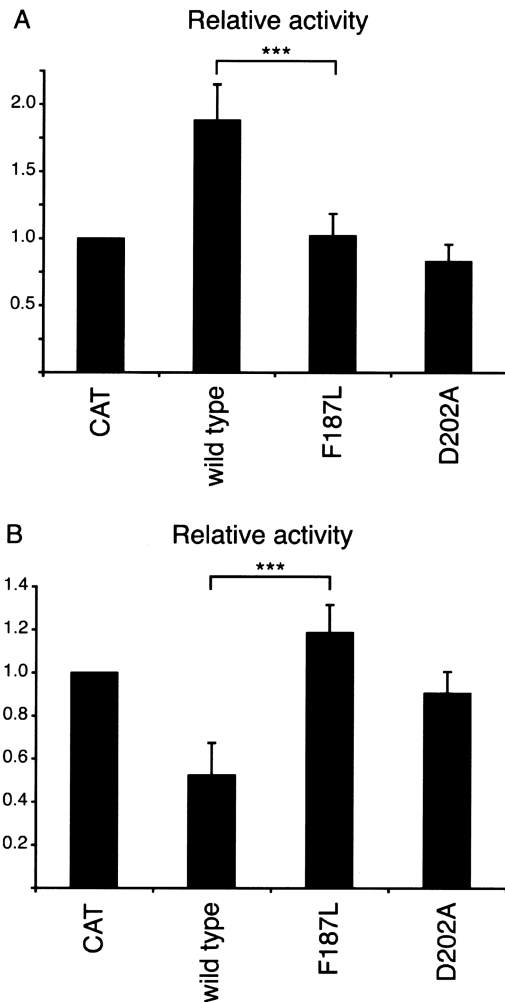 A
Relative activity
***
2.0
1.5
1.0
0.5
CAT
wild type
F187L
D202A
B
Relative activity
***
1.4
1.2
1.0
0.8
0.6
0.4
0.2
CAT
wild type
F187L
D202A